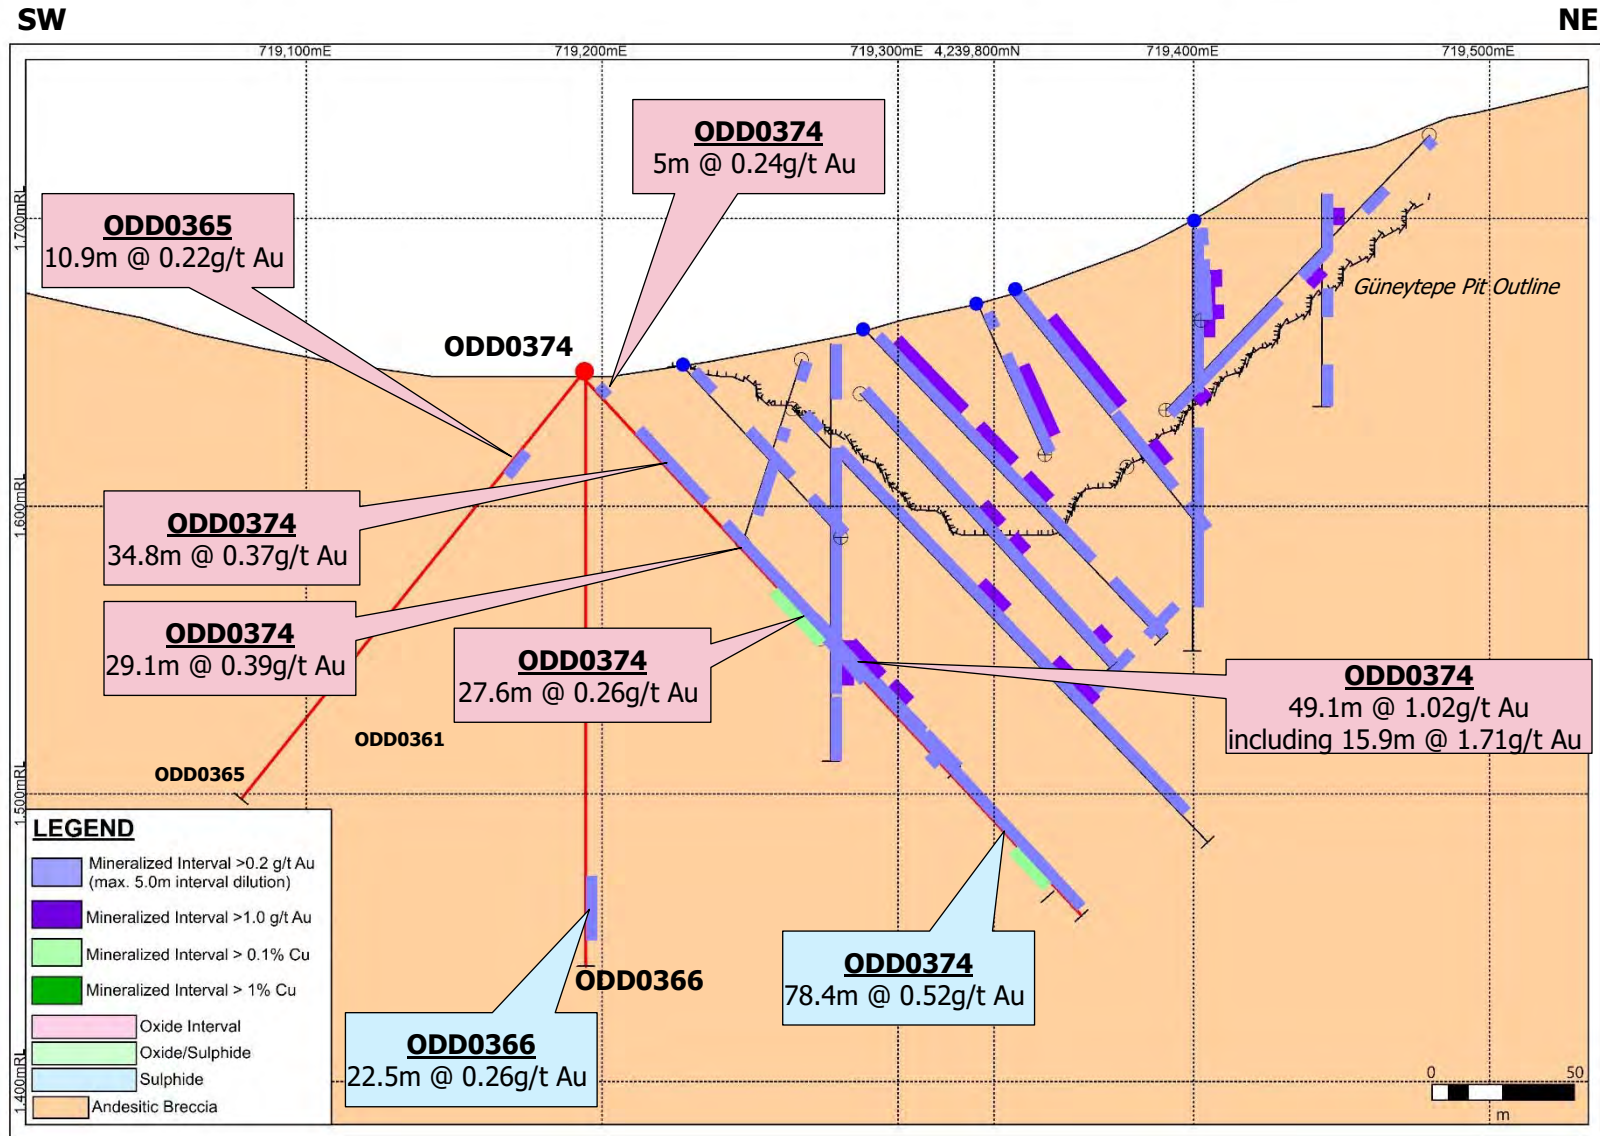 SW
NE
719,100mE
719,200mE
719,300mE
4,239,800mN
719,400mE
719,500mE
ODD0374
5m @ 0.24g/t Au
1.700mRL
ODD0365
10.9m @ 0.22g/t Au
Güneytepe Pit Outline
ODD0374
1.600mRL
ODD0374
34.8m @ 0.37g/t Au
ODD0374
29.1m @ 0.39g/t Au
ODD0374
27.6m @ 0.26g/t Au
ODD0374
49.1m @ 1.02g/t Au
including 15.9m @ 1.71g/t Au
ODD0361
ODD0365
1.500mRL
LEGEND
Mineralized Interval >0.2 g/t Au
(max. 5.0m interval dilution)
Mineralized Interval >1.0 g/t Au
Mineralized Interval > 0.1% Cu
Mineralized Interval > 1% Cu
Oxide Interval
Oxide/Sulphide
Sulphide
Andesitic Breccia
ODD0366
ODD0374
78.4m @ 0.52g/t Au
ODD0366
22.5m @ 0.26g/t Au
1.400mRL
0
50
m